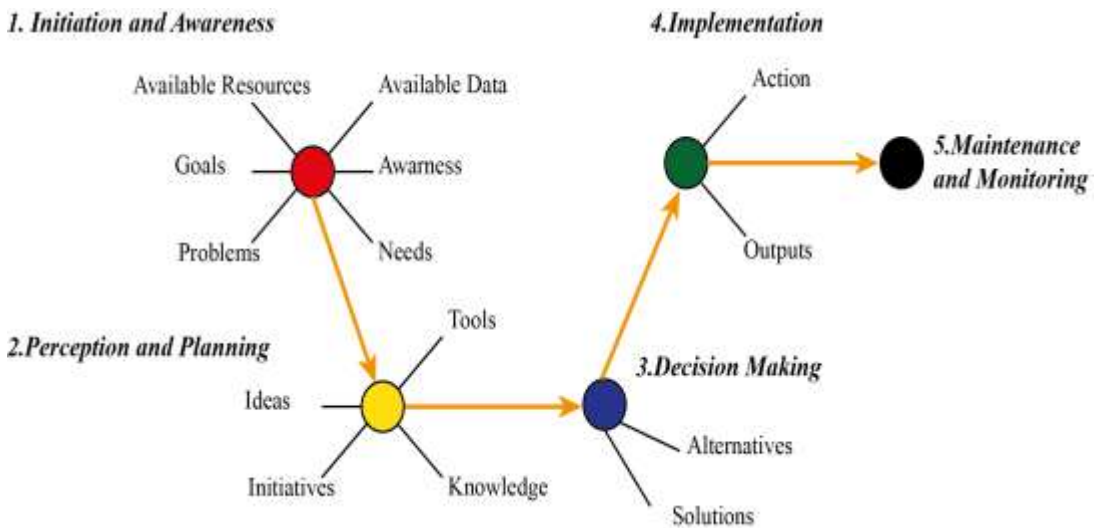 1. Initiation and Awareness
Available Resources
Available Data
Goals
Awarness
Problems
Needs
2.Perception and Planning
Tools
Ideas
Initiatives
Knowledge
3.Decision Making
Alternatives
Solutions
4.Implementation
Action
Outputs
5.Maintenance
and Monitoring